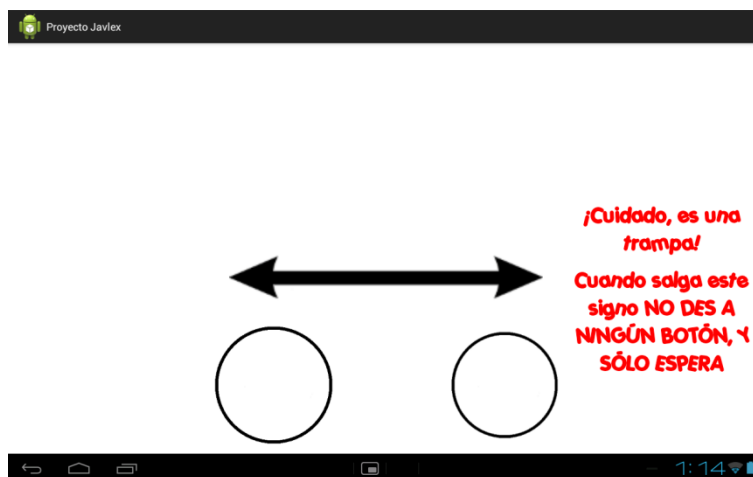 Proyecto Javlex
¡Cuidado, es una
trampa!
Cuando salga este
signo NO DES A
NINGÚN BOTÓN, Y
SÓLO ESPERA
1:14